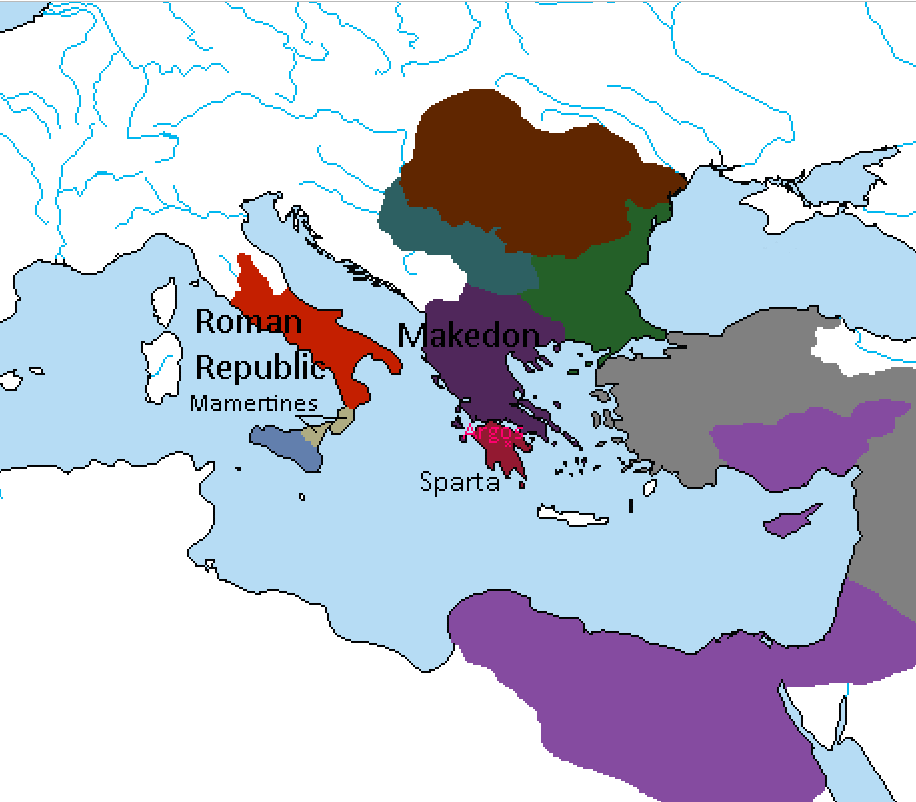 Roman
Republic
Mamertines
Makedon
Argos
Sparta